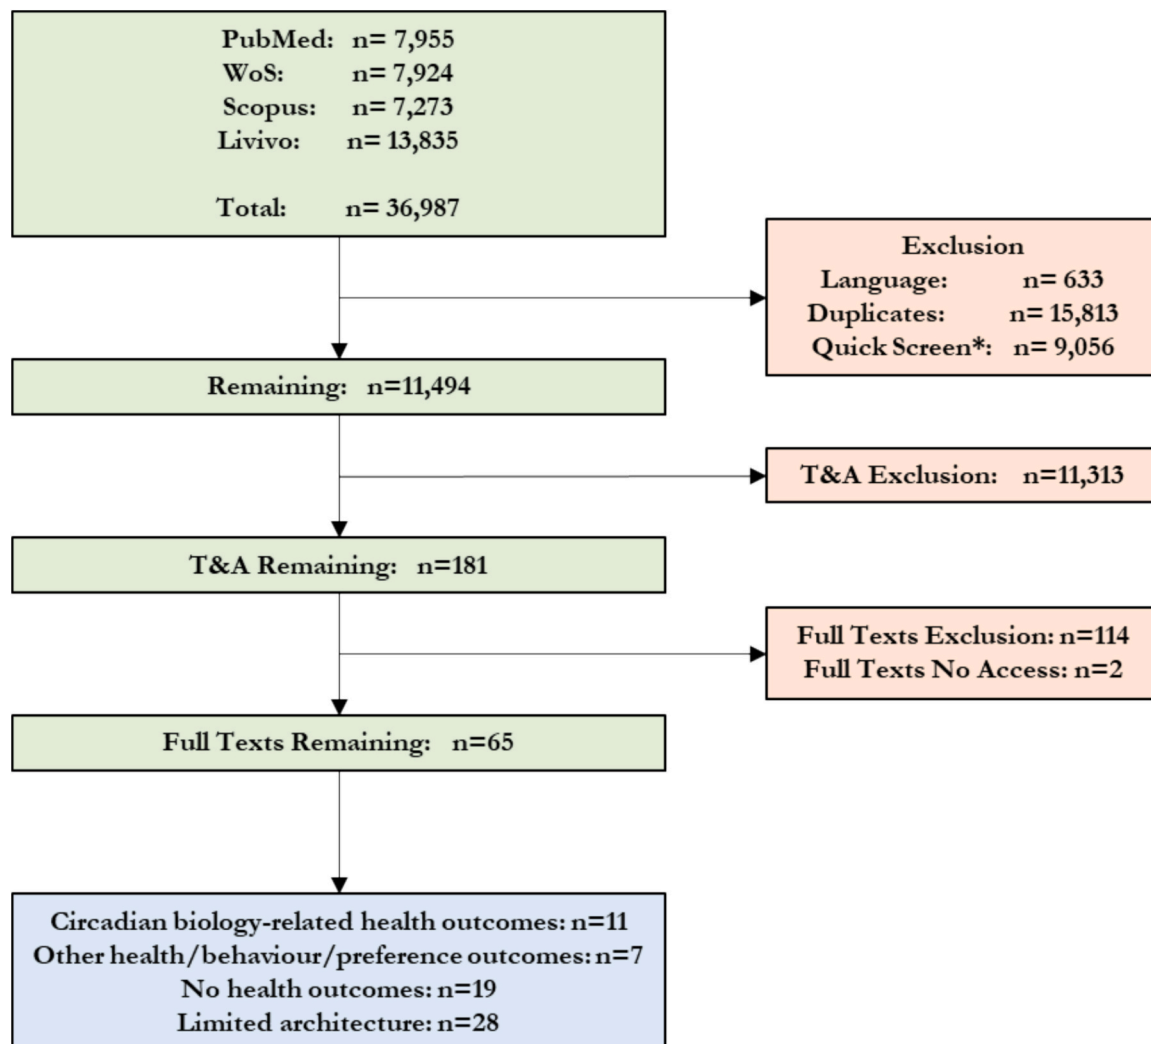 PubMed: n= 7,955
WoS: n= 7,924
Scopus: n= 7,273
Livivo: n= 13,835
Total: n= 36,987
Exclusion
Language: n= 633
Duplicates: n= 15,813
Quick Screen*: n= 9,056
Remaining: n=11,494
T&A Exclusion: n=11,313
T&A Remaining: n=181
Full Texts Exclusion: n=114
Full Texts No Access: n=2
Full Texts Remaining: n=65
Circadian biology-related health outcomes: n=11
Other health/behaviour/preference outcomes: n=7
No health outcomes: n=19
Limited architecture: n=28